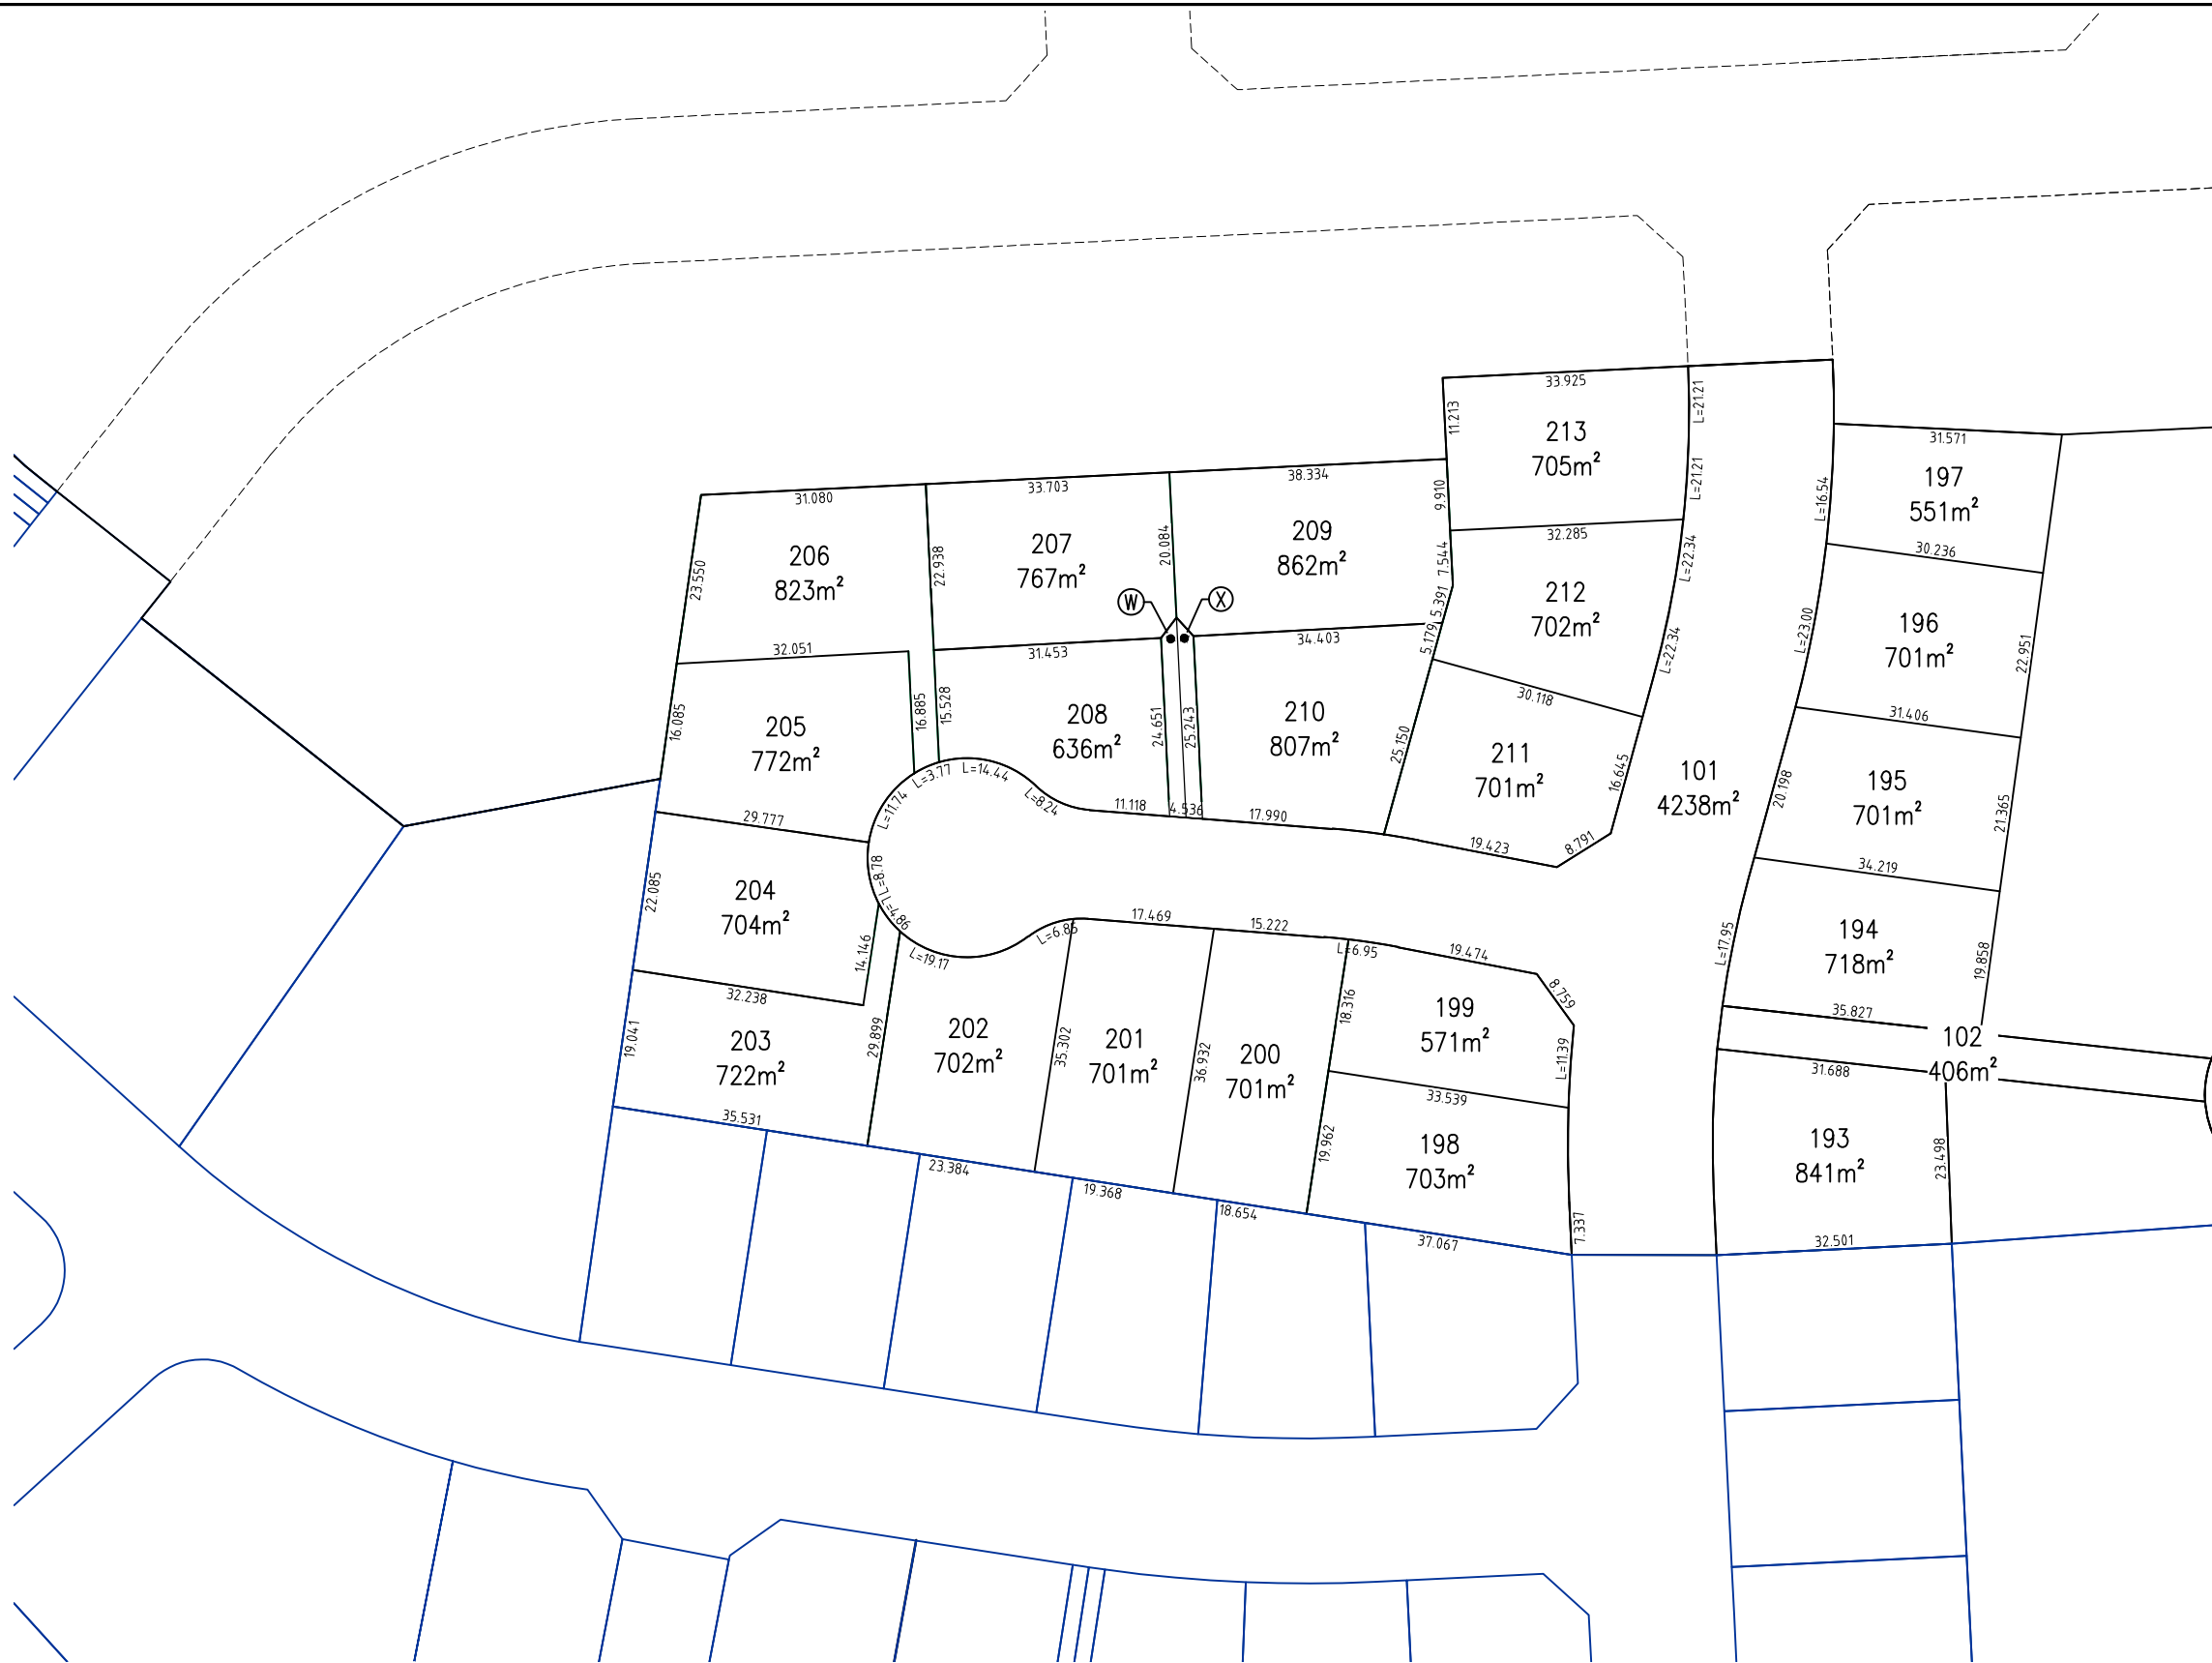 33.925
L=21.21
11.213
213
705m²
L=21.21
31.571
197
551m²
L=16.54
38.334
33.703
31.080
9.910
32.285
30.236
209
862m²
207
767m²
206
823m²
20.084
22.938
23.550
7.544
L=22.34
212
702m²
5.391
W
X
196
701m²
L=23.00
22.951
5.179
L=22.34
34.403
31.453
32.051
30.118
31.406
16.885
15.528
208
636m²
24.651
25.243
210
807m²
205
772m²
16.085
25.150
211
701m²
16.645
101
4238m²
20.198
195
701m²
21.365
L=3.77
L=14.44
L=11.74
L=8.24
11.118
4.536
17.990
29.777
19.423
8.791
34.219
L=8.78
204
704m²
22.085
L=4.86
14.146
L=19.17
L=6.85
17.469
15.222
L=6.95
19.474
8.759
194
718m²
L=17.95
19.858
32.238
35.827
18.316
199
571m²
L=11.39
19.041
203
722m²
29.899
202
702m²
35.302
201
701m²
36.932
200
701m²
102
406m²
31.688
33.539
35.531
19.962
198
703m²
193
841m²
23.498
23.384
19.368
18.654
37.067
7.337
32.501